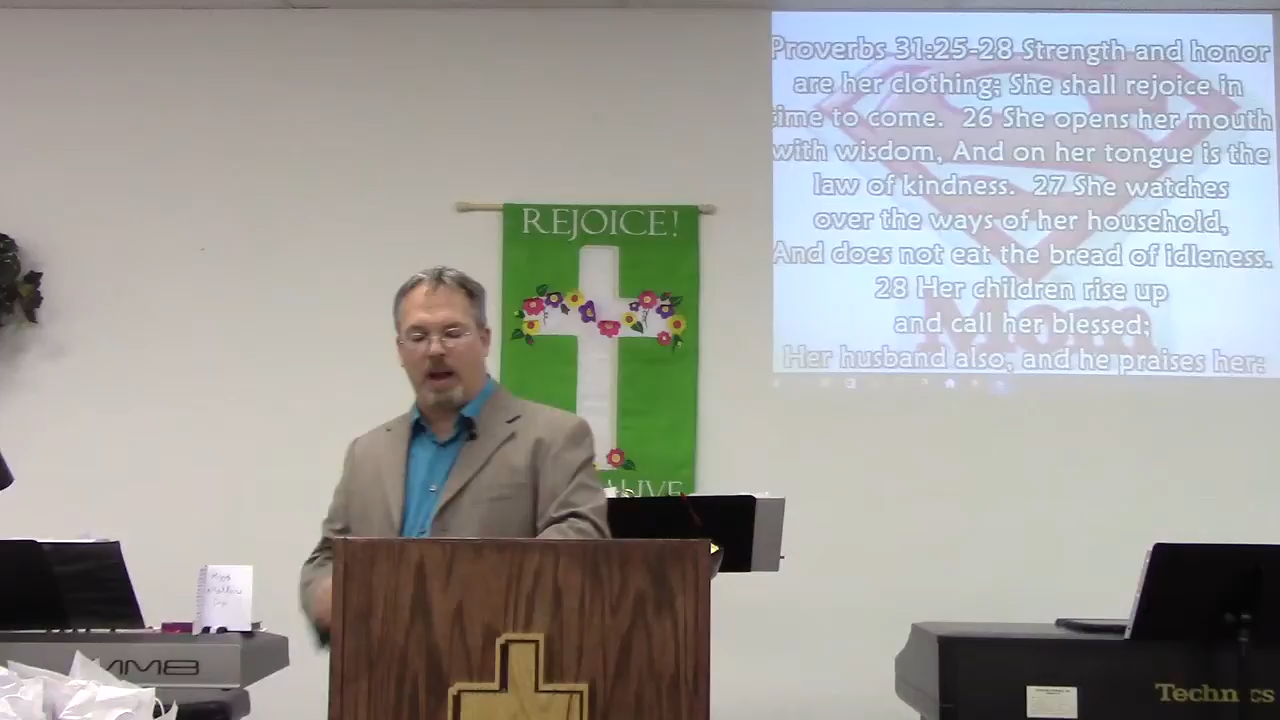 Proverbs 31:25-28 Strength and honor
are her clothing; She shall rejoice in
time to come. 26 She opens her mouth
with wisdom, And on her tongue is the
law of kindness. 27 She watches
over the ways of her household,
And does not eat the bread of idleness.
28 Her children rise up
and call her blessed;
Her husband also, and he praises her:
Mom
REJOICE!
ALIVE
MM8
Technics